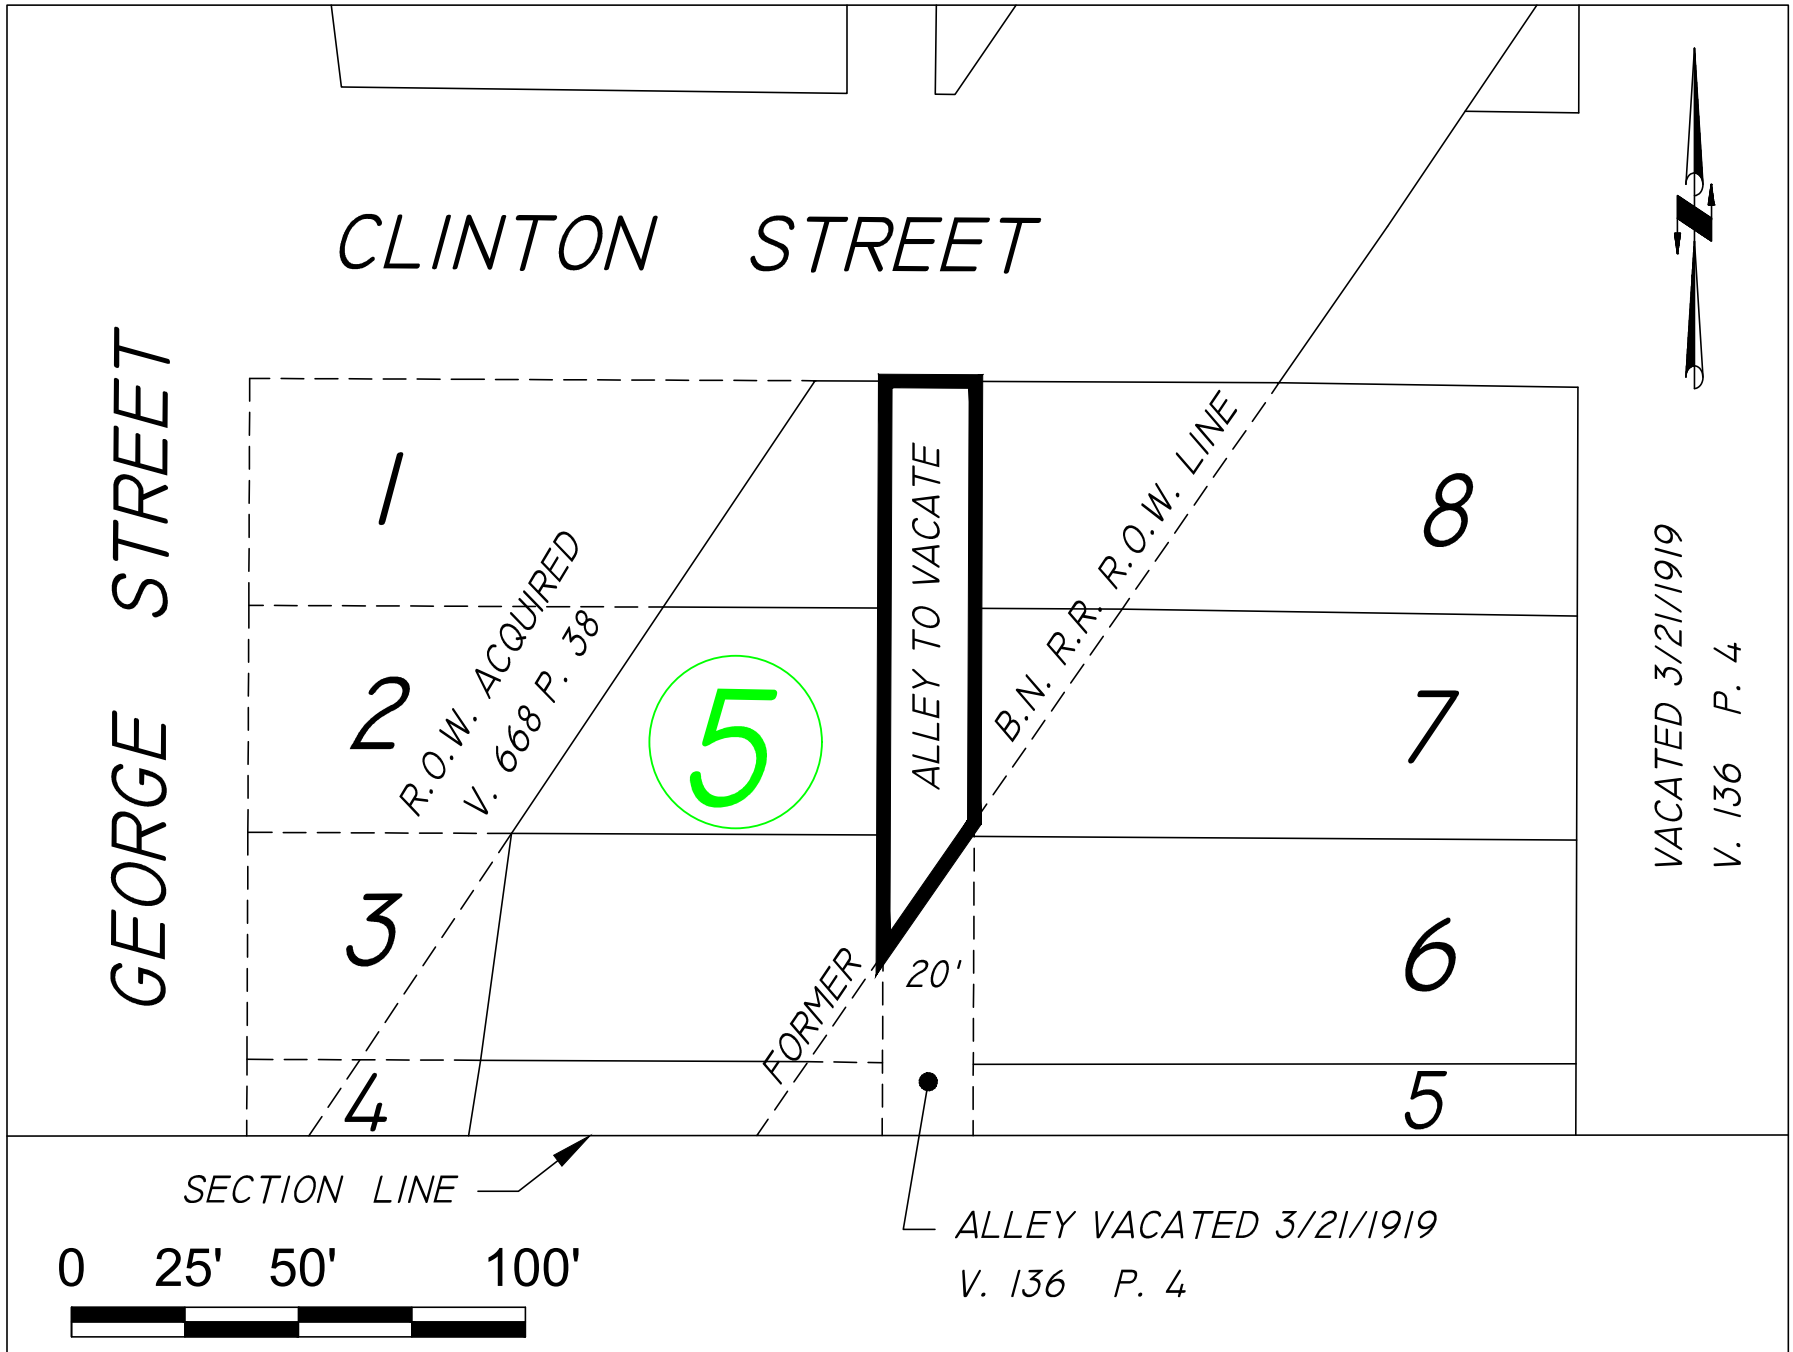 CLINTON STREET
GEORGE STREET
1
2
3
4
R.O.W. ACQUIRED
V. 668 P. 38
5
ALLEY TO VACATE
FORMER B.N. R.R. R.O.W. LINE
8
7
6
5
20'
VACATED 3/21/1919
V. 136 P. 4
SECTION LINE
ALLEY VACATED 3/21/1919
V. 136 P. 4
0 25' 50' 100'